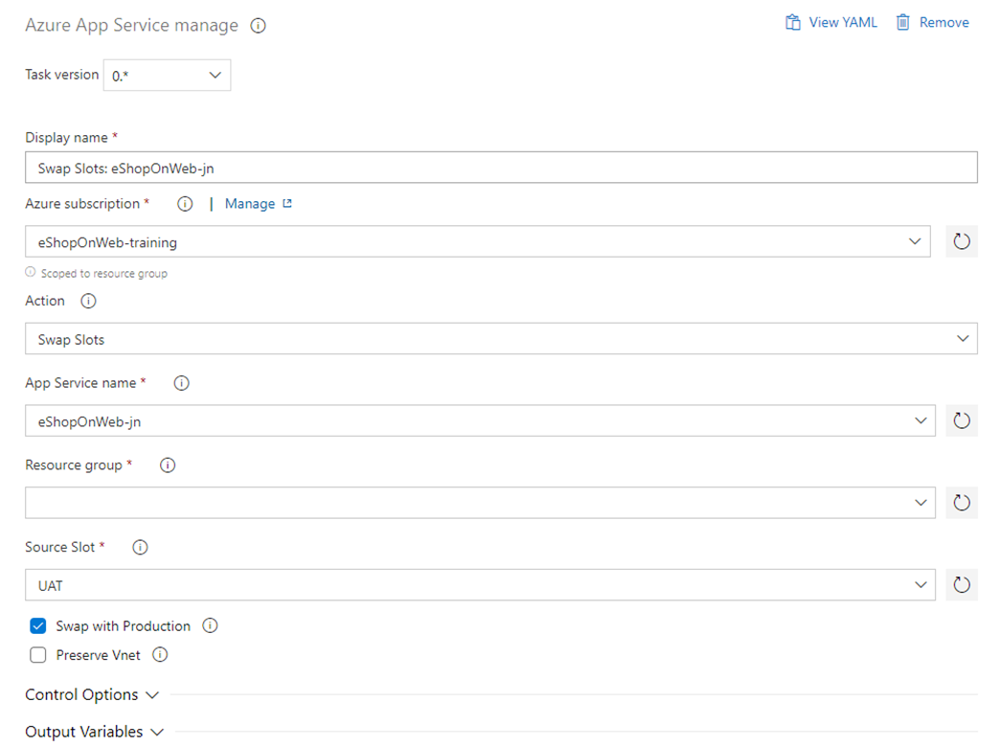 Azure App Service manage
View YAML
Remove
Task version 0.*
Display name *
Swap Slots: eShopOnWeb-jn
Azure subscription * | Manage
eShopOnWeb-training
Scoped to resource group
Action
Swap Slots
App Service name *
eShopOnWeb-jn
Resource group *
Source Slot *
UAT
Swap with Production
Preserve Vnet
Control Options
Output Variables